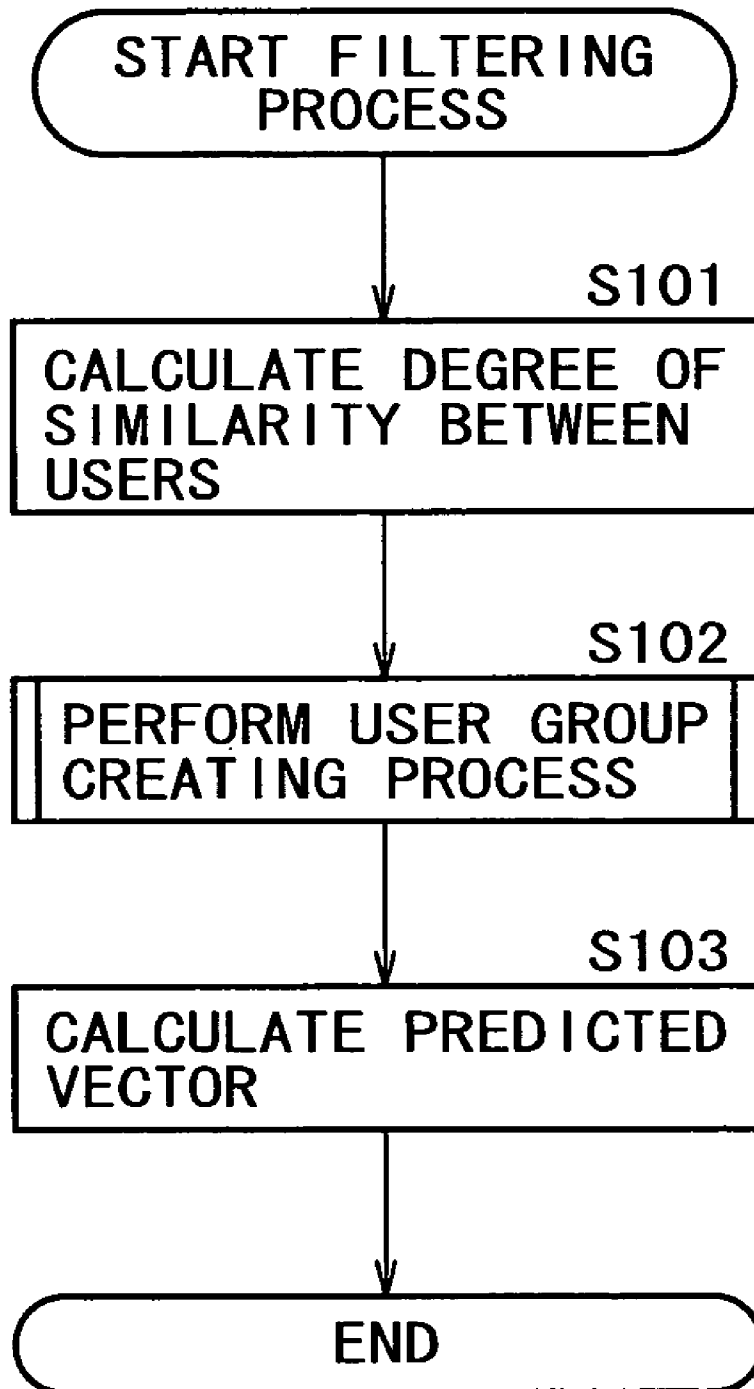 START FILTERING
PROCESS
S101
CALCULATE DEGREE OF
SIMILARITY BETWEEN
USERS
S102
PERFORM USER GROUP
CREATING PROCESS
S103
CALCULATE PREDICTED
VECTOR
END